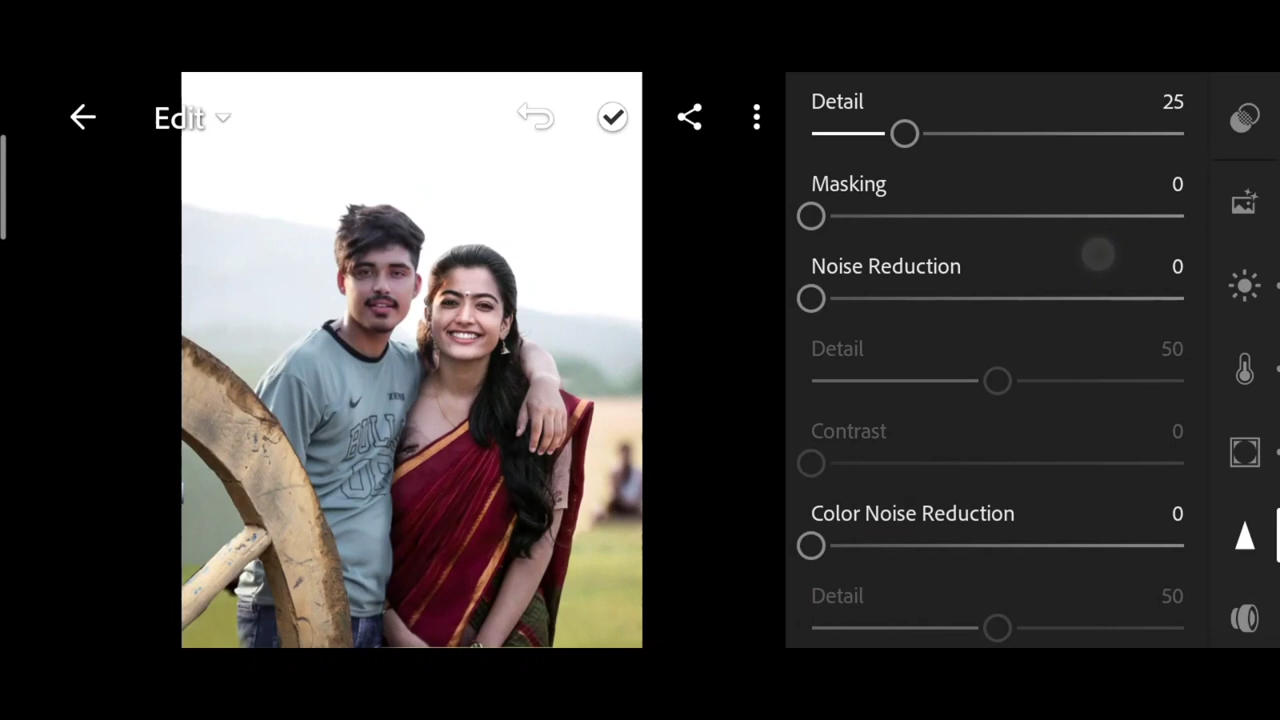 Edit
Detail 25
Masking 0
Noise Reduction 0
Detail 50
Contrast 0
Color Noise Reduction 0
Detail 50